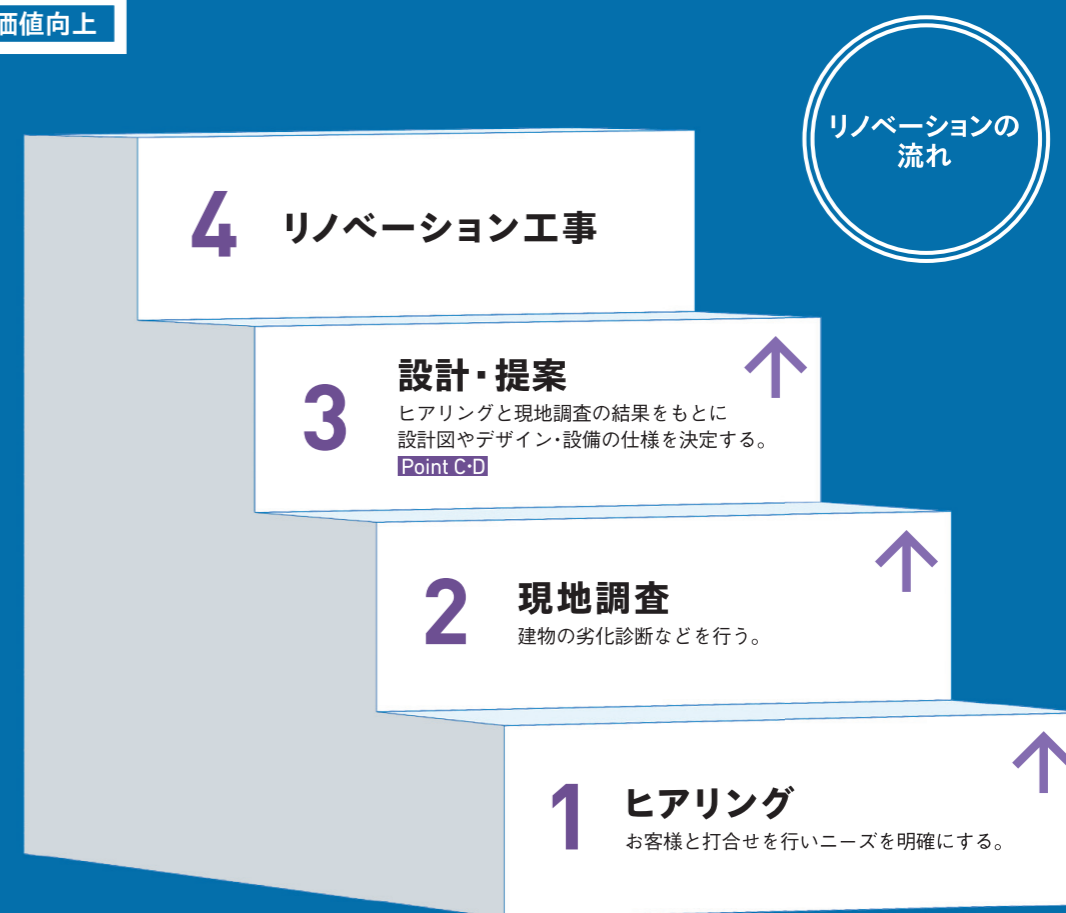 価値向上
リノベーションの
流れ
4 リノベーション工事
3 設計・提案
ヒアリングと現地調査の結果をもとに
設計図やデザイン・設備の仕様を決定する。
Point C・D
2 現地調査
建物の劣化診断などを行う。
1 ヒアリング
お客様と打合せを行いニーズを明確にする。